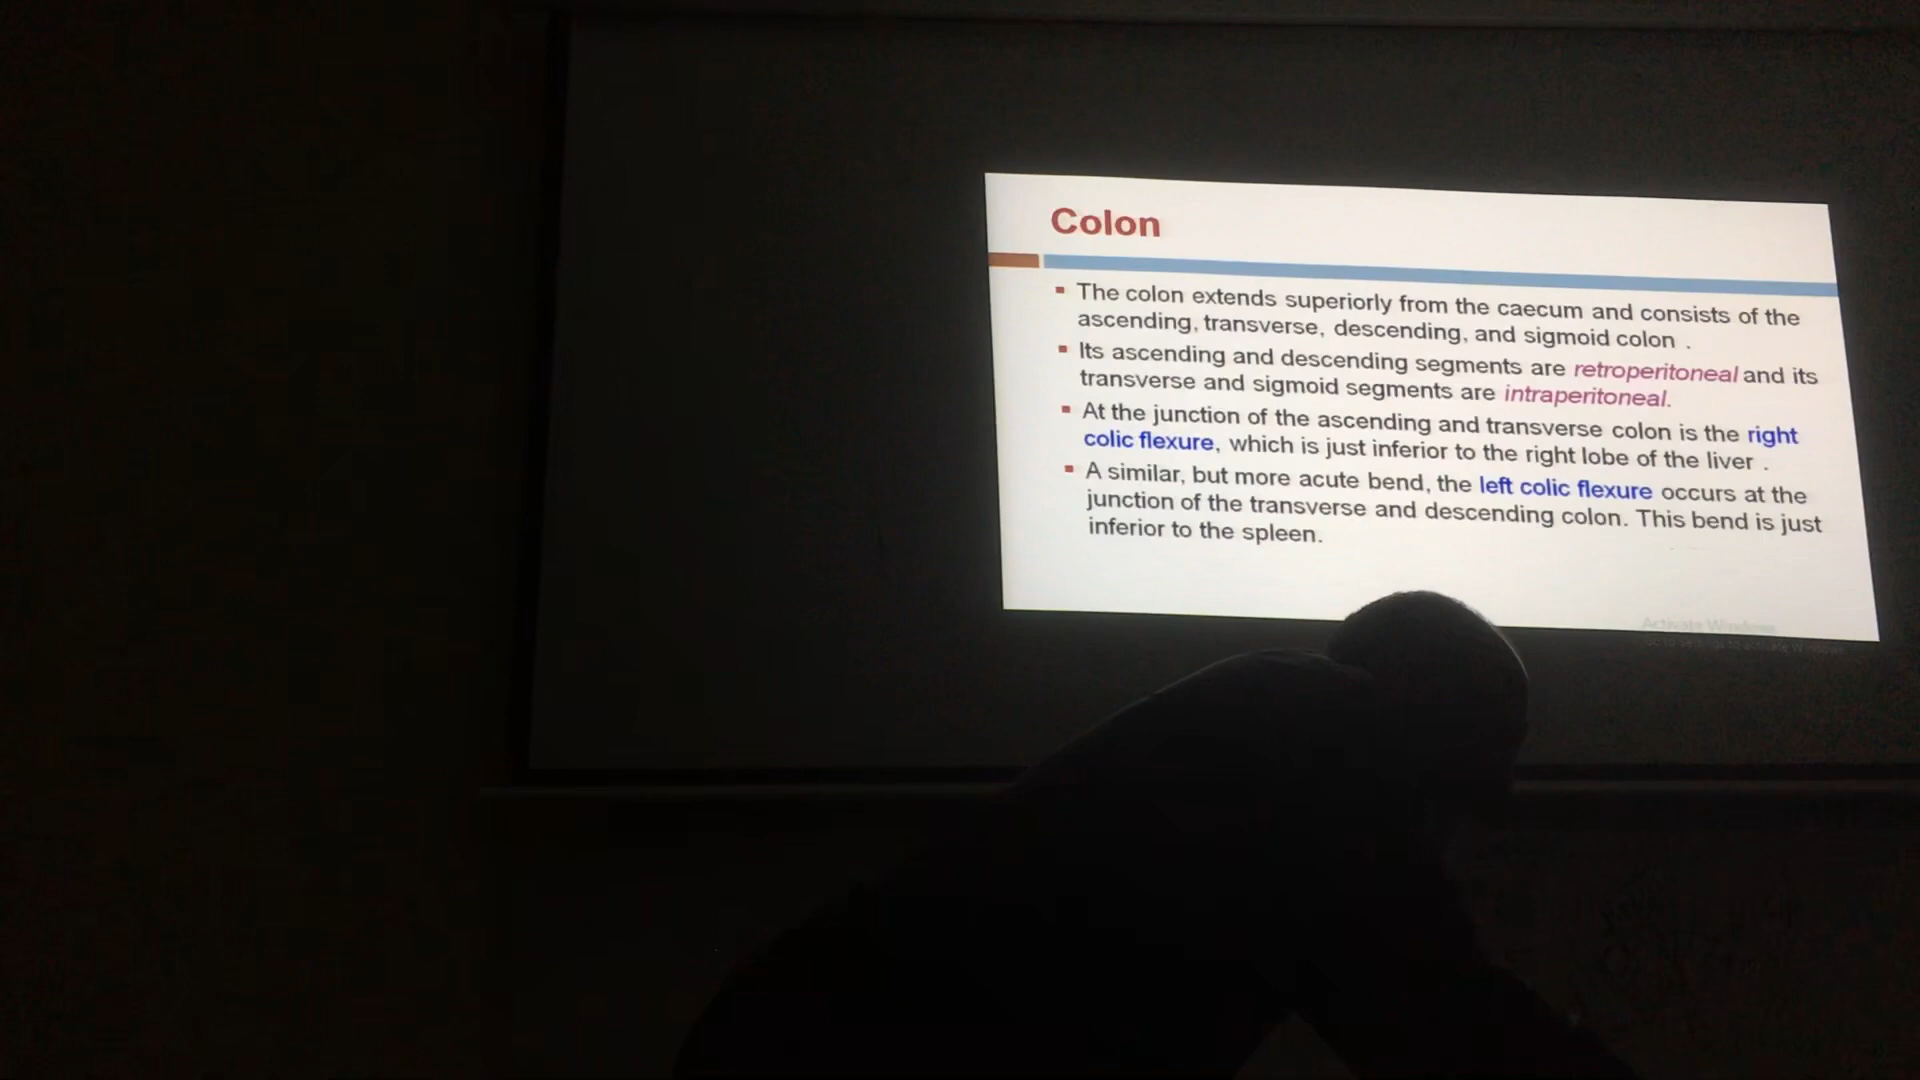 Colon
▪ The colon extends superiorly from the caecum and consists of the
ascending, transverse, descending, and sigmoid colon .
▪ Its ascending and descending segments are retroperitoneal and its
transverse and sigmoid segments are intraperitoneal.
▪ At the junction of the ascending and transverse colon is the right
colic flexure, which is just inferior to the right lobe of the liver .
▪ A similar, but more acute bend, the left colic flexure occurs at the
junction of the transverse and descending colon. This bend is just
inferior to the spleen.
Activate Windows